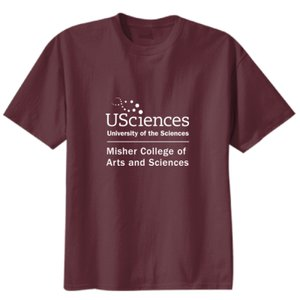 USciences
University of the Sciences
Misher College of
Arts and Sciences